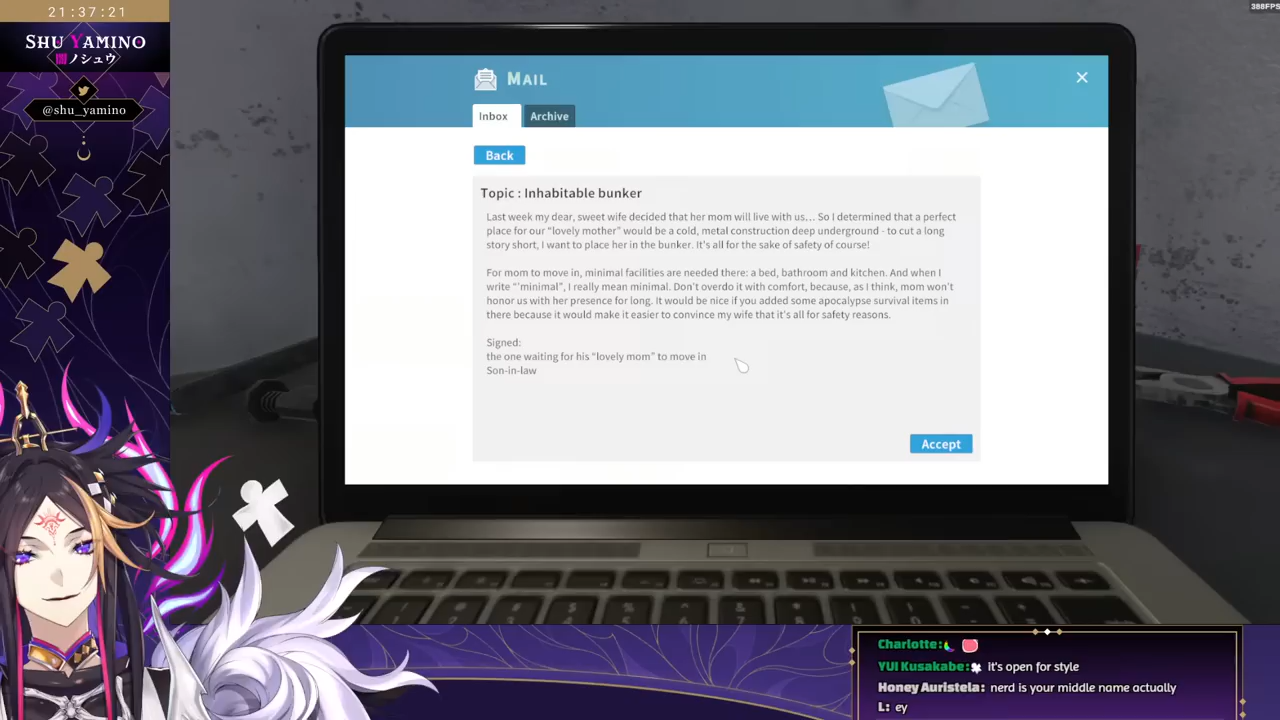 21:37:21
SHU YAMINO
闇ノシュウ
@shu_yamino
388FPS
MAIL
Inbox
Archive
Back
Topic : Inhabitable bunker
Last week my dear, sweet wife decided that her mom will live with us... So I determined that a perfect
place for our “lovely mother” would be a cold, metal construction deep underground - to cut a long
story short, I want to place her in the bunker. It's all for the sake of safety of course!
For mom to move in, minimal facilities are needed there: a bed, bathroom and kitchen. And when I
write “'minimal”, I really mean minimal. Don't overdo it with comfort, because, as I think, mom won't
honor us with her presence for long. It would be nice if you added some apocalypse survival items in
there because it would make it easier to convince my wife that it's all for safety reasons.
Signed:
the one waiting for his “lovely mom” to move in
Son-in-law
Accept
Charlotte:
YUI Kusakabe: It's open for style
Honey Auristela: nerd is your middle name actually
L: ey